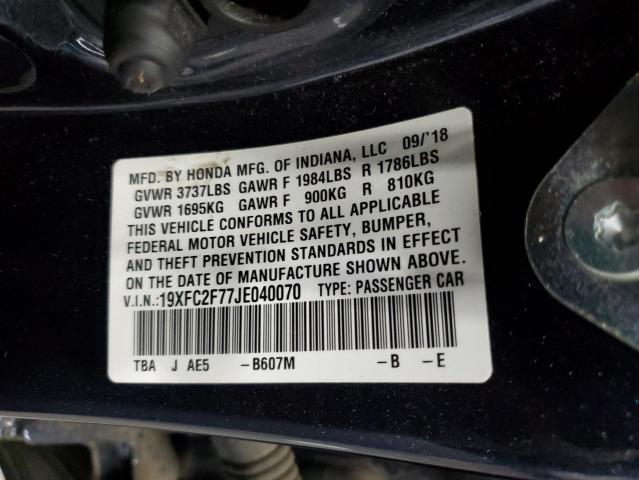 MFD. BY HONDA MFG. OF INDIANA, LLC 09/'18
GVWR 3737LBS GAWR F 1984LBS R 1786LBS
GVWR 1695KG GAWR F 900KG R 810KG
THIS VEHICLE CONFORMS TO ALL APPLICABLE
FEDERAL MOTOR VEHICLE SAFETY, BUMPER,
AND THEFT PREVENTION STANDARDS IN EFFECT
ON THE DATE OF MANUFACTURE SHOWN ABOVE.
V.I.N.:19XFC2F77JE040070 TYPE: PASSENGER CAR
TBA J AE5 -B607M -B -E